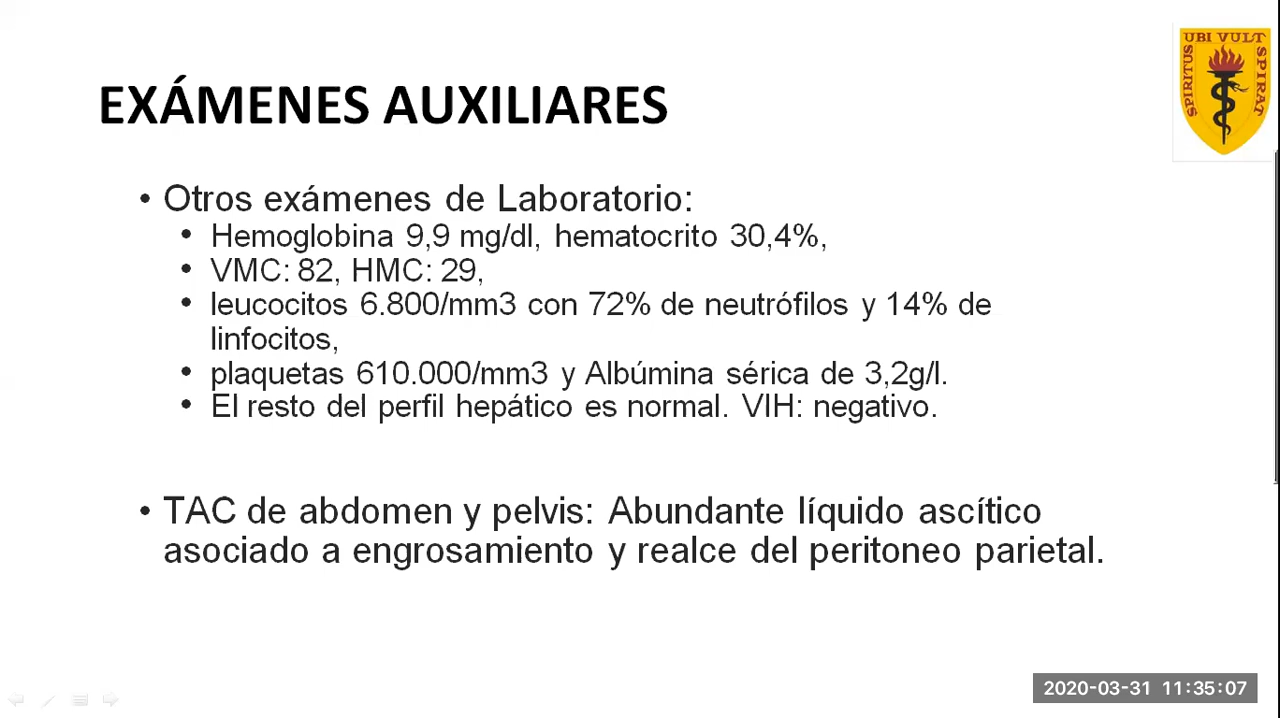 UBI VULT
SPIRITUS
SPIRAT
EXÁMENES AUXILIARES
• Otros exámenes de Laboratorio:
• Hemoglobina 9,9 mg/dl, hematocrito 30,4%,
• VMC: 82, HMC: 29,
• leucocitos 6.800/mm3 con 72% de neutrófilos y 14% de
linfocitos,
• plaquetas 610.000/mm3 y Albúmina sérica de 3,2g/l.
• El resto del perfil hepático es normal. VIH: negativo.
• TAC de abdomen y pelvis: Abundante líquido ascítico
asociado a engrosamiento y realce del peritoneo parietal.
2020-03-31 11:35:07